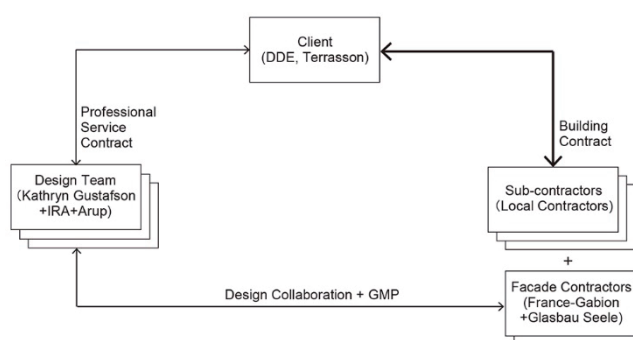 Client
(DDE, Terrasson)
Professional
Service
Contract
Building
Contract
Design Team
(Kathryn Gustafson
+IRA+Arup)
Sub-contractors
(Local Contractors)
+
Design Collaboration + GMP
Facade Contractors
(France-Gabion
+Glasbau Seele)